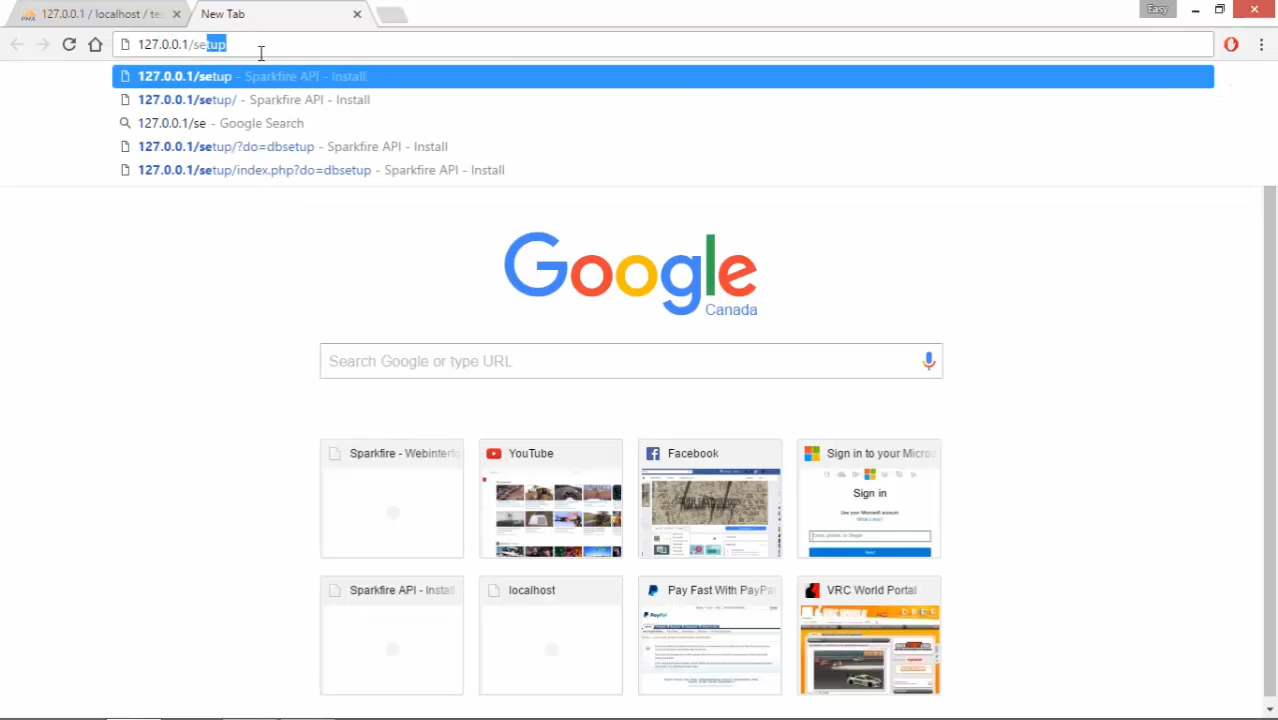 127.0.0.1 / localhost / tes
New Tab
Easy
127.0.0.1/setup
127.0.0.1/setup - Sparkfire API - Install
127.0.0.1/setup/ - Sparkfire API - Install
127.0.0.1/se - Google Search
127.0.0.1/setup/?do=dbsetup - Sparkfire API - Install
127.0.0.1/setup/index.php?do=dbsetup - Sparkfire API - Install
Google
Canada
Search Google or type URL
Sparkfire - Webinterfo
YouTube
Facebook
Sign in to your Micros
Sign in
Sparkfire API - Install
localhost
Pay Fast With PayPa
VRC World Portal
PayPal